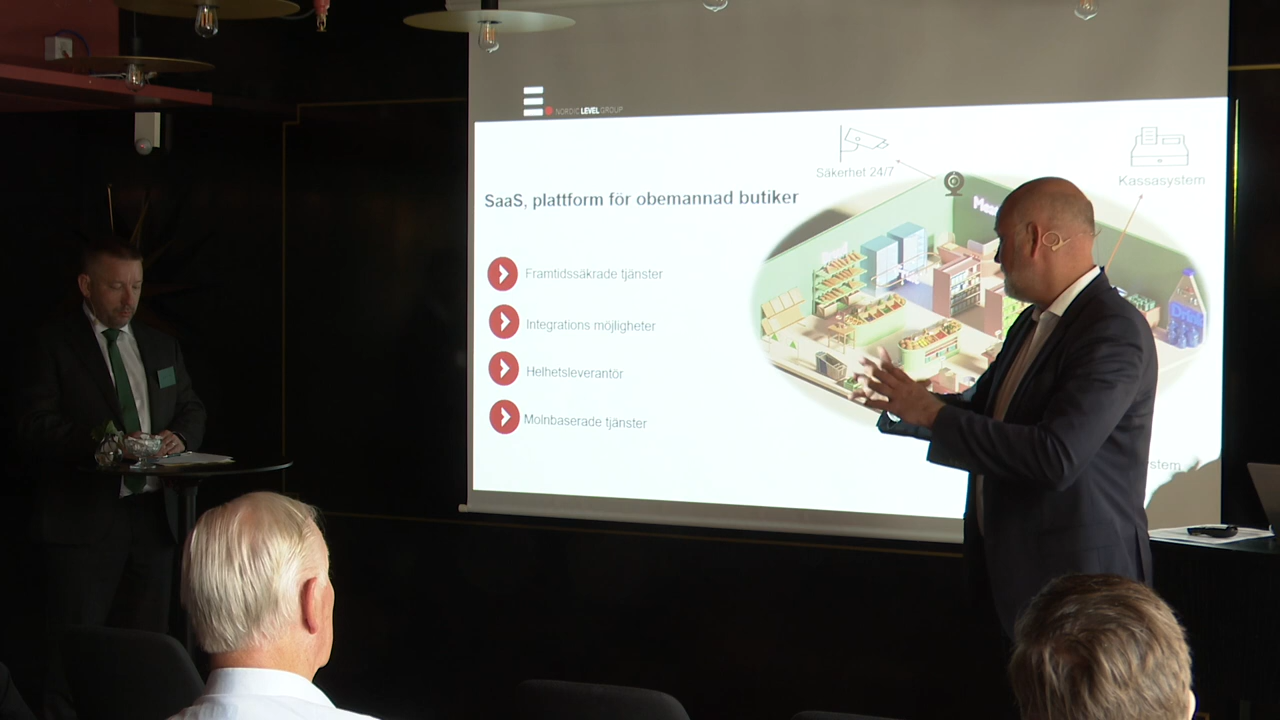 NORDIC LEVEL GROUP
Säkerhet 24/7
Kassasystem
SaaS, plattform för obemannad butiker
Framtidssäkrade tjänster
Integrations möjligheter
Helhetsleverantör
Molnbaserade tjänster